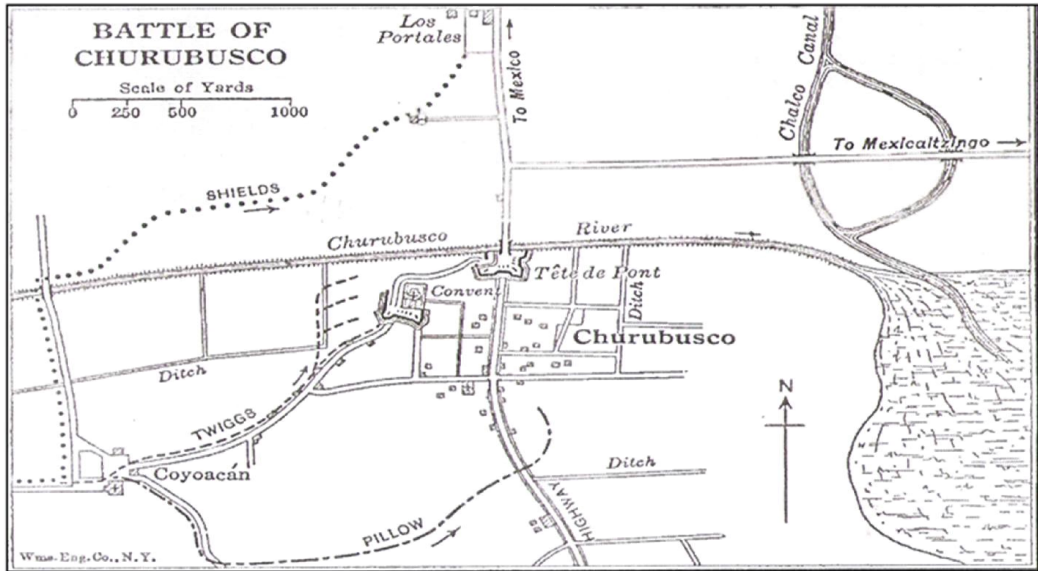 BATTLE OF
CHURUBUSCO
Scale of Yards
0 250 500 1000
Los
Portales
To Mexico
Chalco Canal
To Mexicaltzingo
SHIELDS
Churubusco River
Tête de Pont
Convent
Ditch
Churubusco
Ditch
TWIGGS
N
Coyoacán
Ditch
PILLOW
HIGHWAY
Wms. Eng. Co., N.Y.